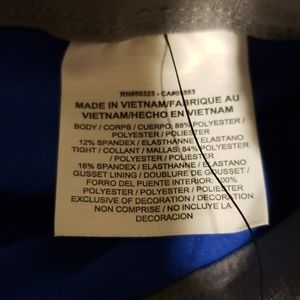 RN#56323 - CA#05553
MADE IN VIETNAM/FABRIQUE AU
VIETNAM/HECHO EN VIETNAM
BODY / CORPS / CUERPO: 88% POLYESTER /
POLYESTER / POLIESTER
12% SPANDEX / ELASTHANNE / ELASTANO
TIGHT / COLLANT / MALLAS: 84% POLYESTER /
POLYESTER / POLIESTER
16% SPANDEX / ELASTHANNE / ELASTANO
GUSSET LINING / DOUBLURE DE GOUSSET /
FORRO DEL PUENTE INTERIOR: 100%
POLYESTER / POLYESTER / POLIESTER
EXCLUSIVE OF DECORATION / DECORATION
NON COMPRISE / NO INCLUYE LA
DECORACION